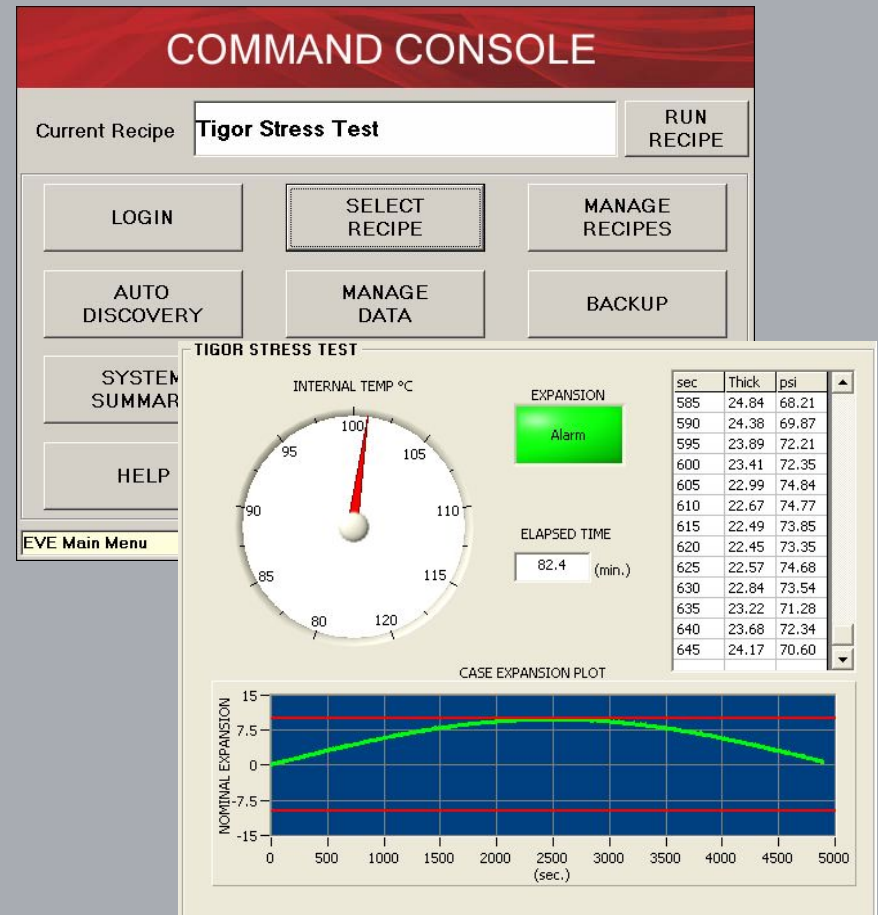 COMMAND CONSOLE
Current Recipe
Tigor Stress Test
RUN
RECIPE
LOGIN
SELECT
RECIPE
MANAGE
RECIPES
AUTO
DISCOVERY
MANAGE
DATA
BACKUP
SYSTEM
SUMMAR
HELP
EVE Main Menu
TIGOR STRESS TEST
INTERNAL TEMP °C
80
85
90
95
100
105
110
115
120
EXPANSION
Alarm
ELAPSED TIME
82.4 (min.)
sec Thick psi
585 24.84 68.21
590 24.38 69.87
595 23.89 72.21
600 23.41 72.35
605 22.99 74.84
610 22.67 74.77
615 22.49 73.85
620 22.45 73.35
625 22.57 74.68
630 22.84 73.54
635 23.22 71.28
640 23.68 72.34
645 24.17 70.60
CASE EXPANSION PLOT
NOMINAL EXPANSION
15
7.5
0
-7.5
-15
0 500 1000 1500 2000 2500 3000 3500 4000 4500 5000
(sec.)